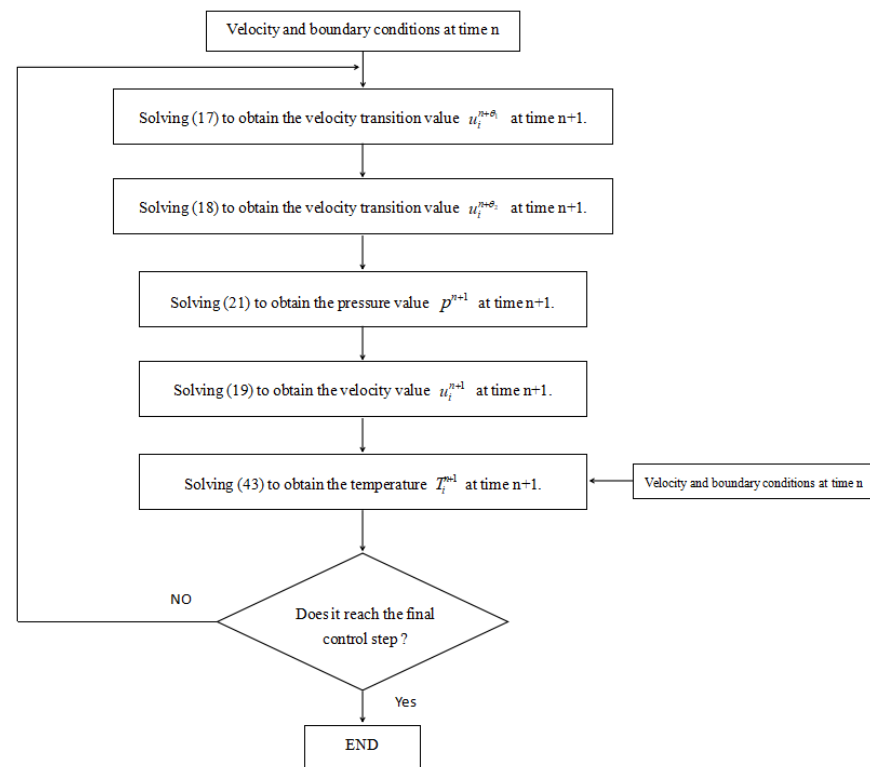 Velocity and boundary conditions at time n
Solving (17) to obtain the velocity transition value $u_i^{n+\theta_1}$ at time n+1.
Solving (18) to obtain the velocity transition value $u_i^{n+\theta_2}$ at time n+1.
Solving (21) to obtain the pressure value $p^{n+1}$ at time n+1.
Solving (19) to obtain the velocity value $u_i^{n+1}$ at time n+1.
Solving (43) to obtain the temperature $T_i^{n+1}$ at time n+1.
Velocity and boundary conditions at time n
NO
Does it reach the final
control step ?
Yes
END